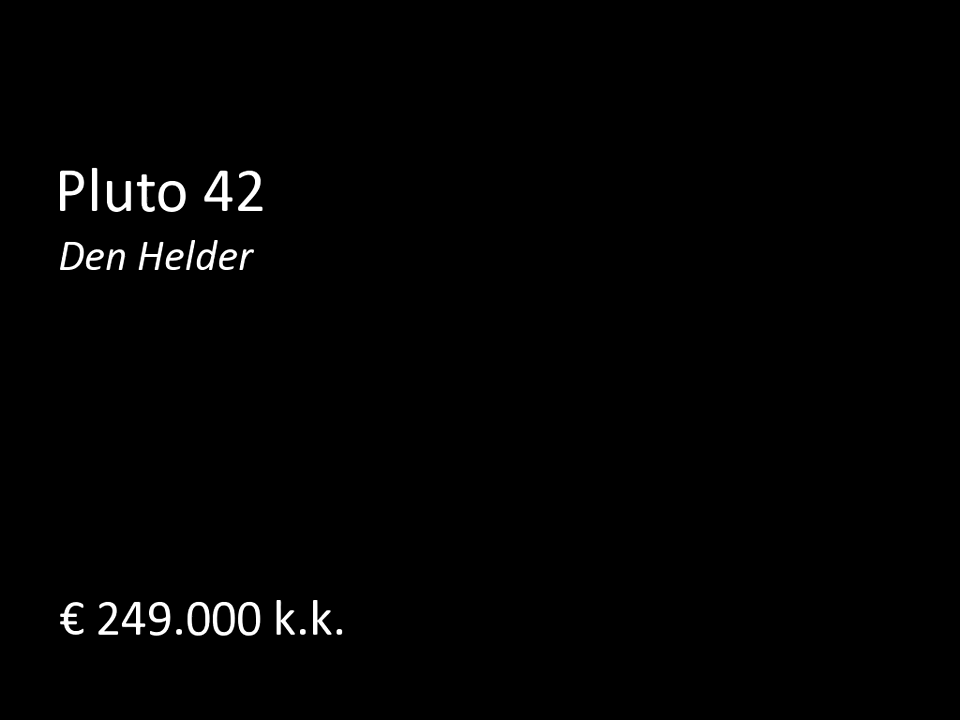 Pluto 42
Den Helder
€ 249.000 k.k.